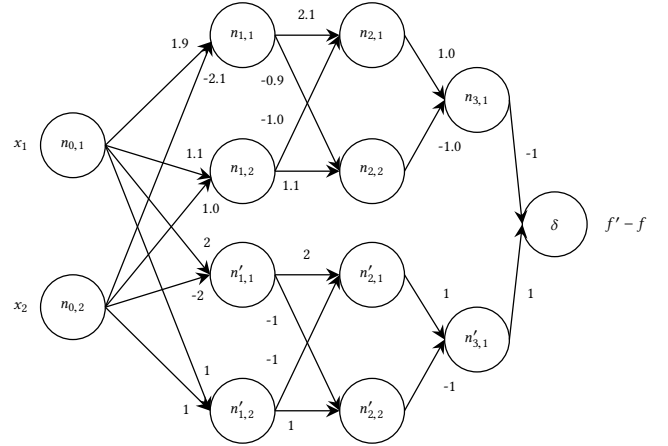 n1,1
2.1
n2,1
1.9
-2.1
-0.9
1.0
n3,1
x1
n0,1
-1.0
1.1
n1,2
1.1
n2,2
-1.0
1.0
-1
δ
f′ − f
2
n′1,1
2
n′2,1
x2
n0,2
-2
-1
1
1
n′3,1
-1
1
1
n′1,2
1
n′2,2
-1